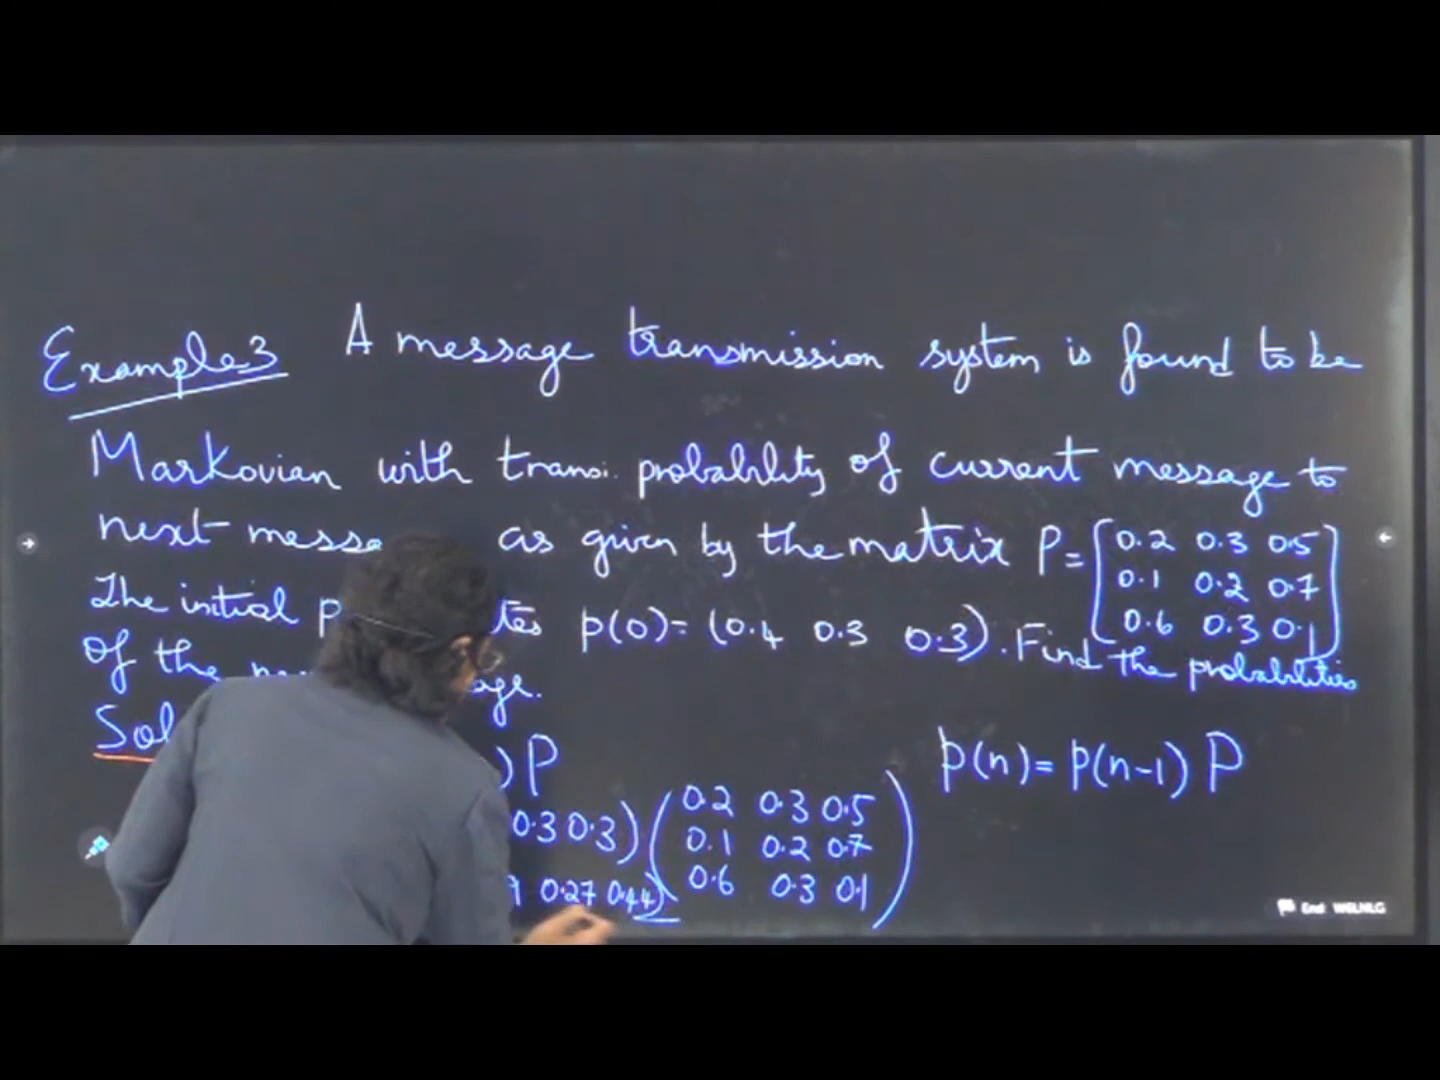 Example 3 A message transmission system is found to be
Markovian with transi. probability of current message to
next as given by the matrix P = [0.2 0.3 0.5
0.1 0.2 0.7
0.6 0.3 0.1]
The initial p(0) = (0.4 0.3 0.3). Find the probabilities
of the
) P
p(n) = p(n-1) P
0.3 0.3) (0.2 0.3 0.5
0.1 0.2 0.7
0.6 0.3 0.1)
9 0.27 0.44)
End WGLNLG